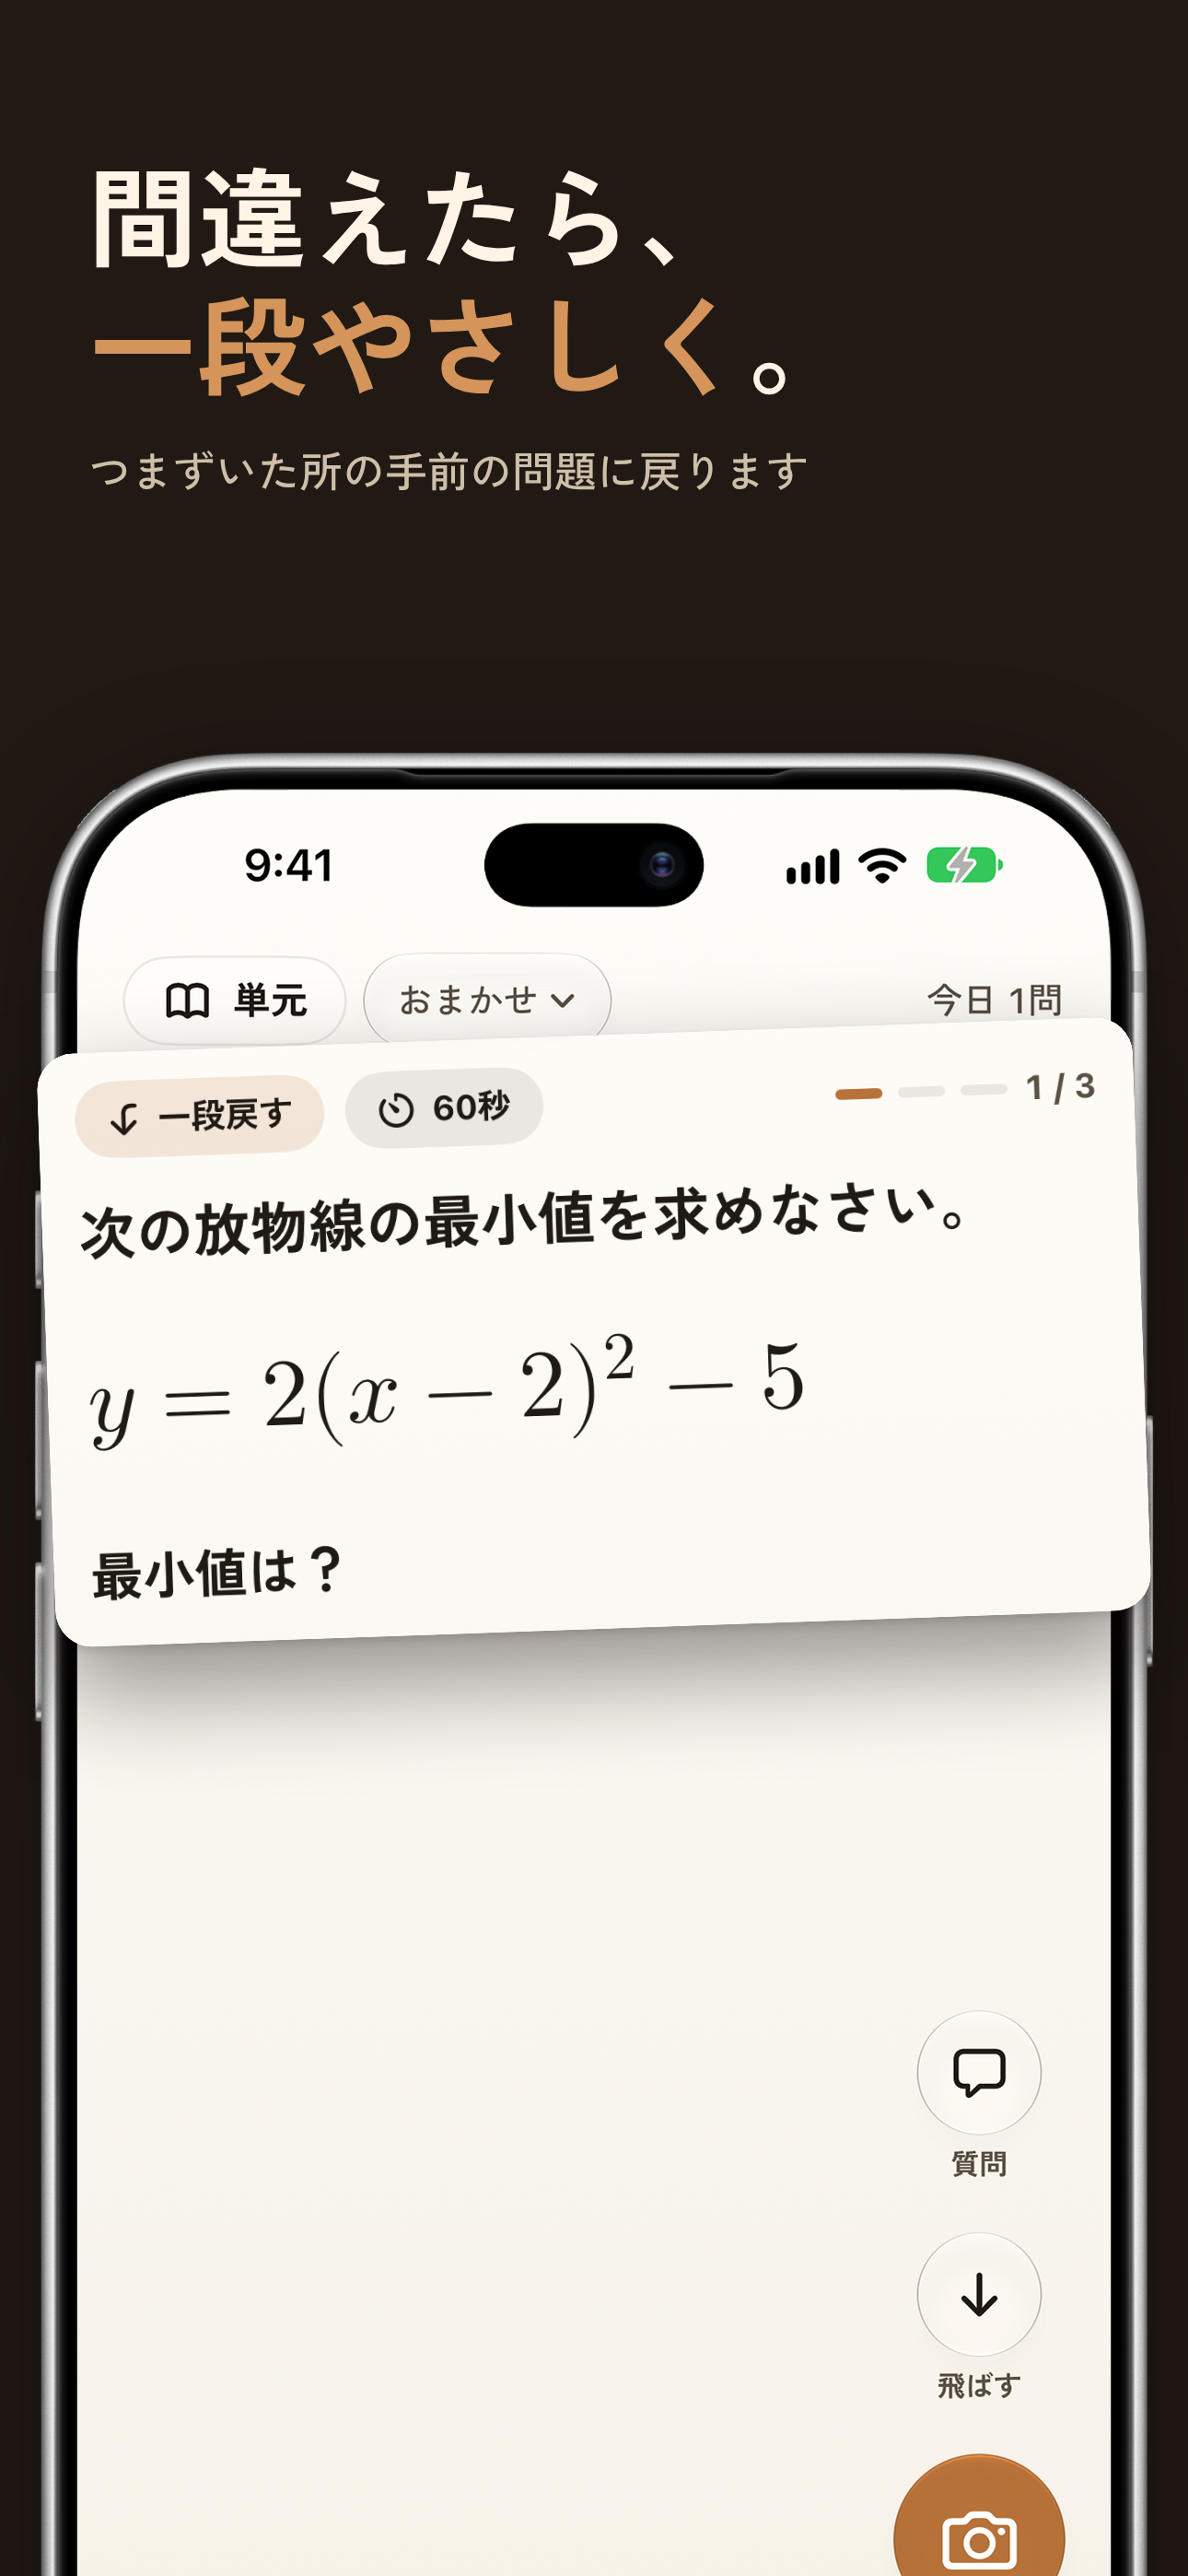 間違えたら、
一段やさしく。
つまずいた所の手前の問題に戻ります
9:41
単元 おまかせ 今日 1問
一段戻す 60秒 1 / 3
次の放物線の最小値を求めなさい。
y = 2(x − 2)² − 5
最小値は？
質問
飛ばす